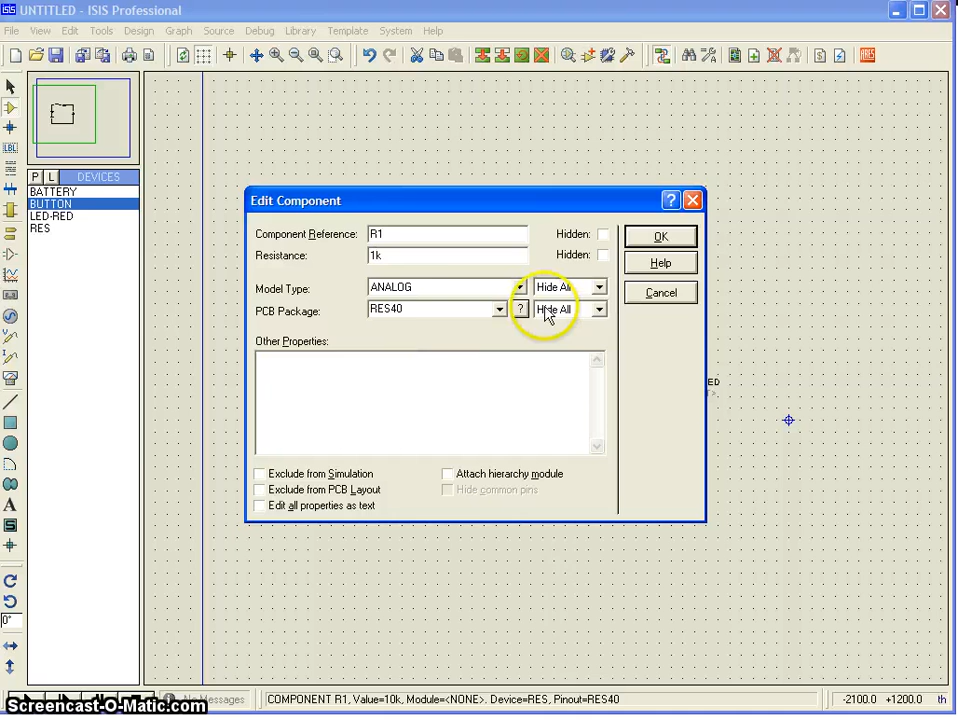 UNTITLED - ISIS Professional
File View Edit Tools Design Graph Source Debug Library Template System Help
ARES
LBL
P L DEVICES
BATTERY
BUTTON
LED-RED
RES
A
S
0°
Edit Component
Component Reference: R1 Hidden:
Resistance: 1k Hidden:
Model Type: ANALOG Hide All
PCB Package: RES40 ? Hide All
Other Properties:
Exclude from Simulation Attach hierarchy module
Exclude from PCB Layout Hide common pins
Edit all properties as text
OK
Help
Cancel
ED
No Messages COMPONENT R1, Value=10k, Module=<NONE>. Device=RES, Pinout=RES40 -2100.0 +1200.0 th
Screencast-O-Matic.com